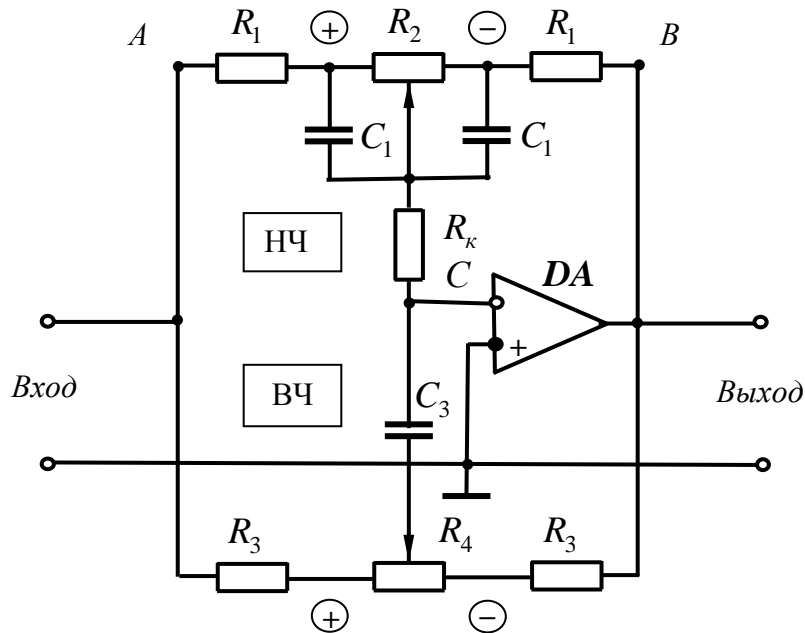 A R₁ + R₂ − R₁ B
C₁ C₁
НЧ Rк
C DA
+
Вход ВЧ C₃ Выход
R₃ R₄ R₃
+ −